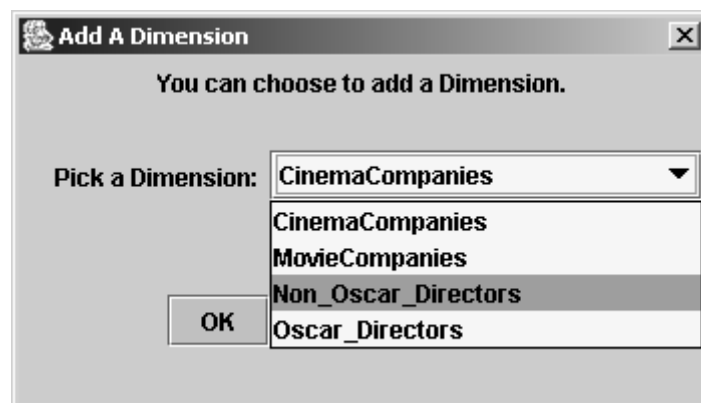 Add A Dimension
You can choose to add a Dimension.
Pick a Dimension: CinemaCompanies
CinemaCompanies
MovieCompanies
Non_Oscar_Directors
OK
Oscar_Directors